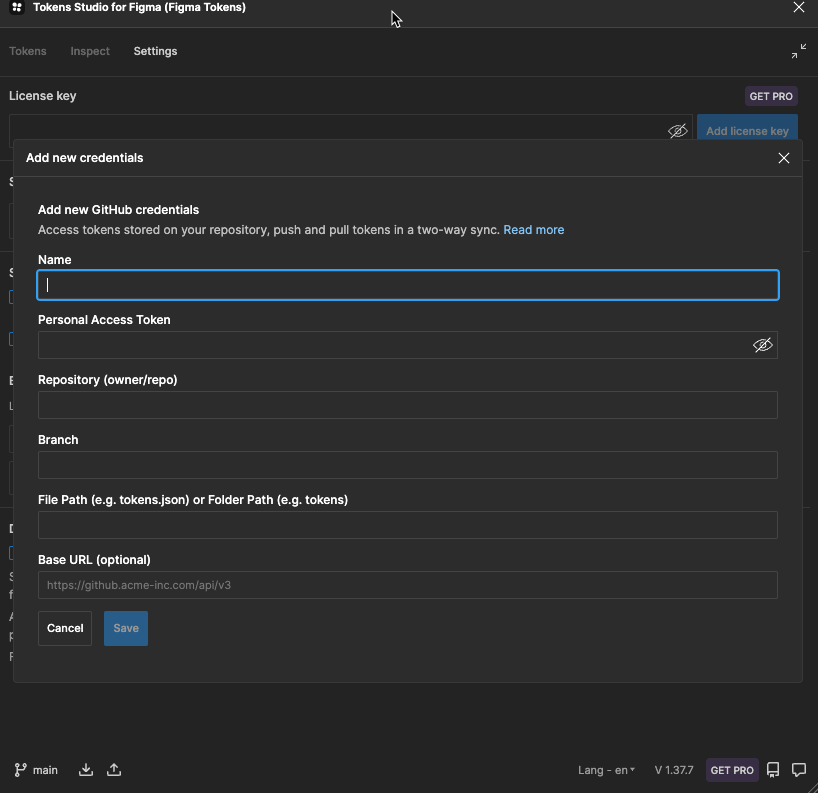 Tokens Studio for Figma (Figma Tokens)
Tokens Inspect Settings
License key GET PRO
Add license key
Add new credentials
Add new GitHub credentials
Access tokens stored on your repository, push and pull tokens in a two-way sync. Read more
Name
Personal Access Token
Repository (owner/repo)
Branch
File Path (e.g. tokens.json) or Folder Path (e.g. tokens)
Base URL (optional)
https://github.acme-inc.com/api/v3
Cancel Save
main Lang - en V 1.37.7 GET PRO